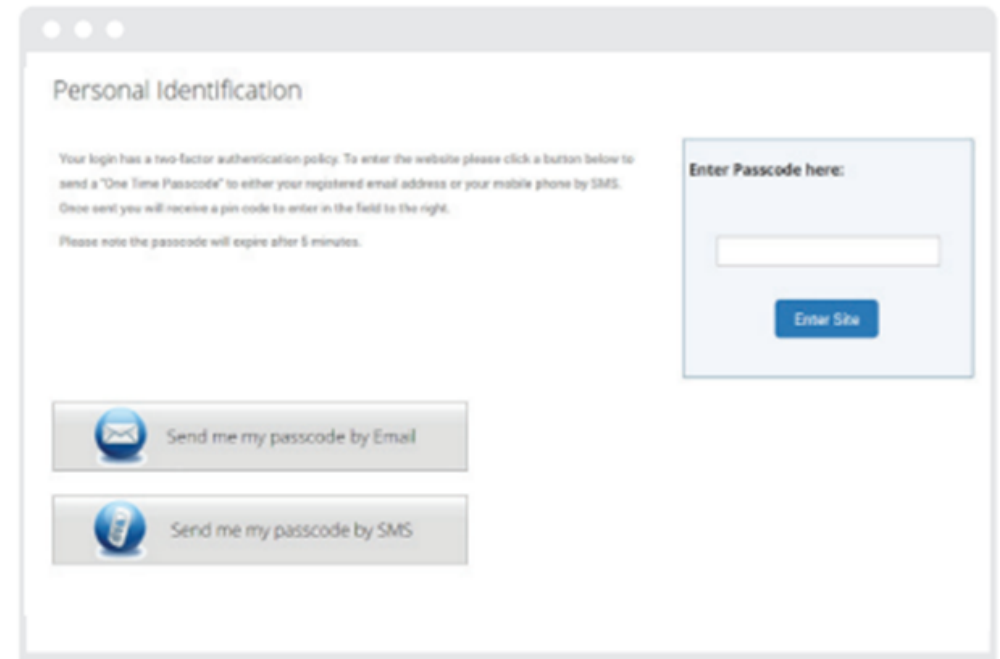 Personal Identification
Your login has a two-factor authentication policy. To enter the website please click a button below to
send a "One Time Passcode" to either your registered email address or your mobile phone by SMS.
Once sent you will receive a pin code to enter in the field to the right.
Please note the passcode will expire after 5 minutes.
Enter Passcode here:
Enter Site
Send me my passcode by Email
Send me my passcode by SMS